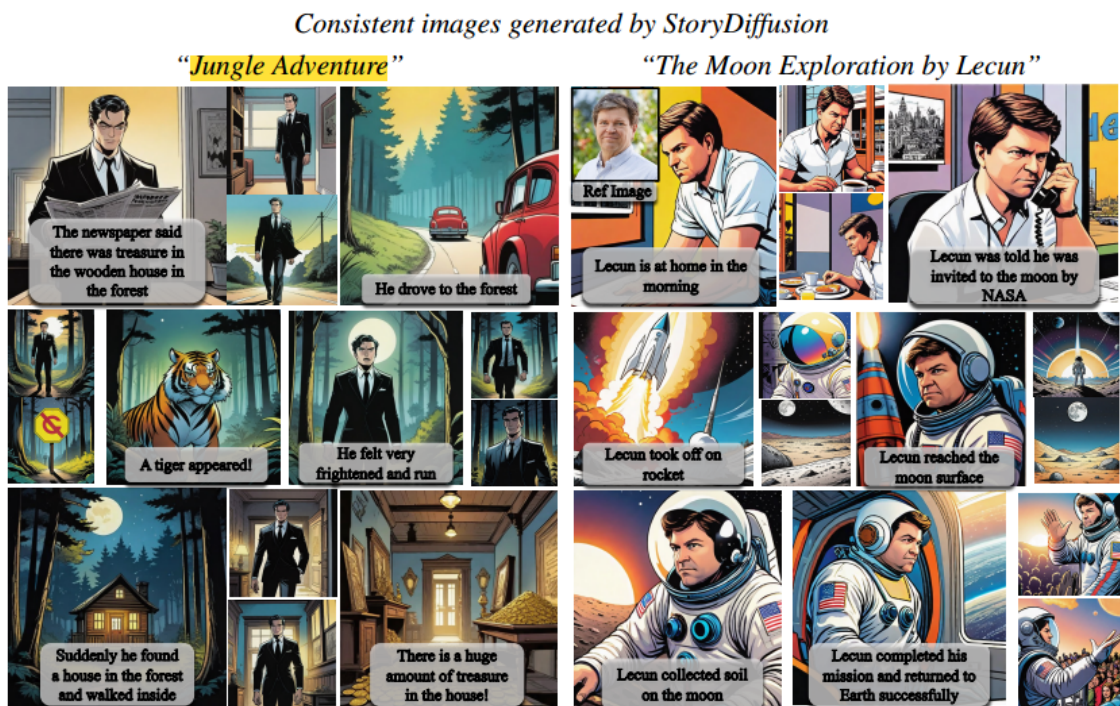 Consistent images generated by StoryDiffusion
“Jungle Adventure”
“The Moon Exploration by Lecun”
The newspaper said
there was treasure in
the wooden house in
the forest
He drove to the forest
Ref Image
Lecun is at home in the
morning
Lecun was told he was
invited to the moon by
NASA
A tiger appeared!
He felt very
frightened and run
Lecun took off on
rocket
Lecun reached the
moon surface
Suddenly he found
a house in the forest
and walked inside
There is a huge
amount of treasure
in the house!
Lecun collected soil
on the moon
Lecun completed his
mission and returned to
Earth successfully